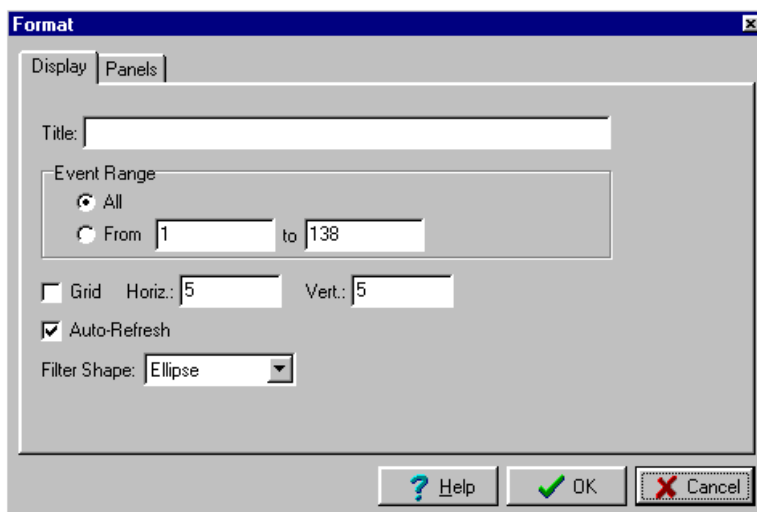 Format
Display Panels
Title:
Event Range
All
From 1 to 138
Grid Horiz.: 5 Vert.: 5
Auto-Refresh
Filter Shape: Ellipse
Help OK Cancel